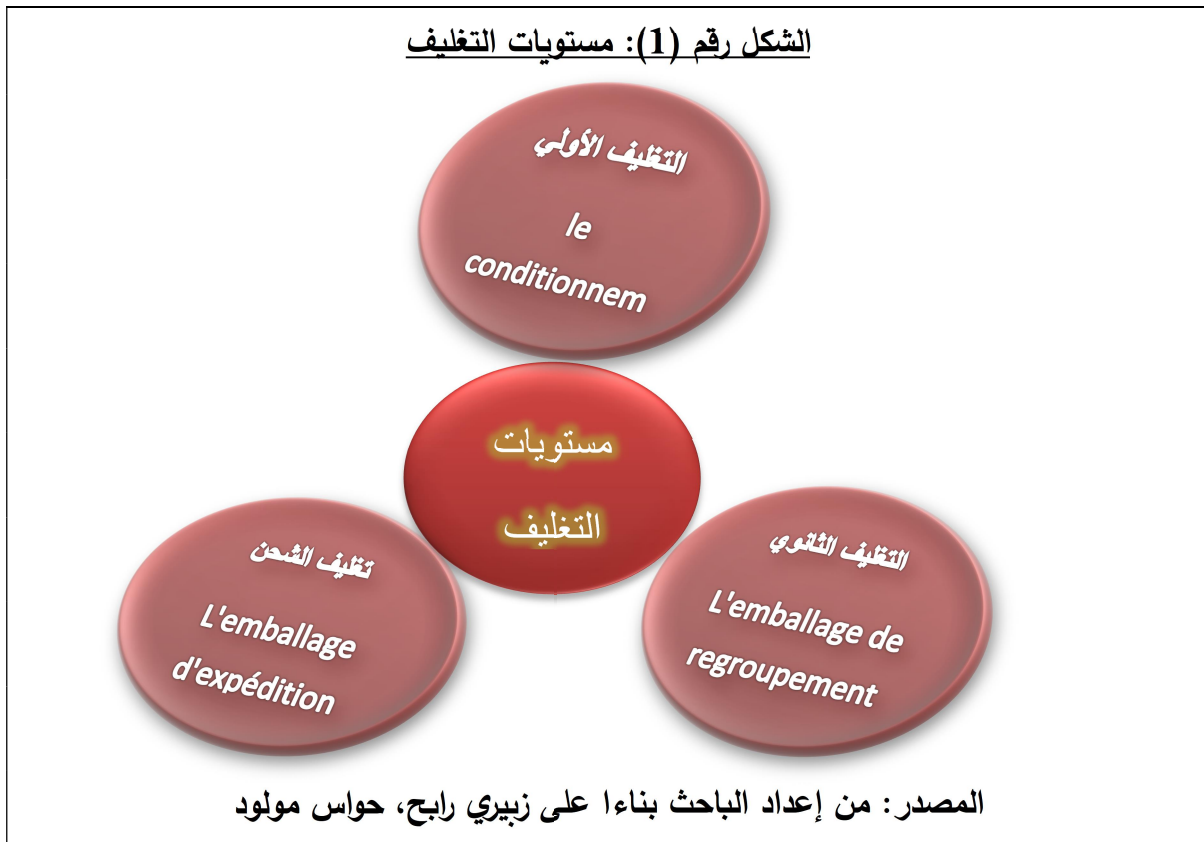 الشكل رقم (1): مستويات التغليف
التغليف الأولي
le
conditionnem
مستويات
التغليف
التغليف الثانوي
L'emballage de
regroupement
تغليف الشحن
L'emballage
d'expédition
المصدر: من إعداد الباحث بناءا على زبيري رابح، حواس مولود